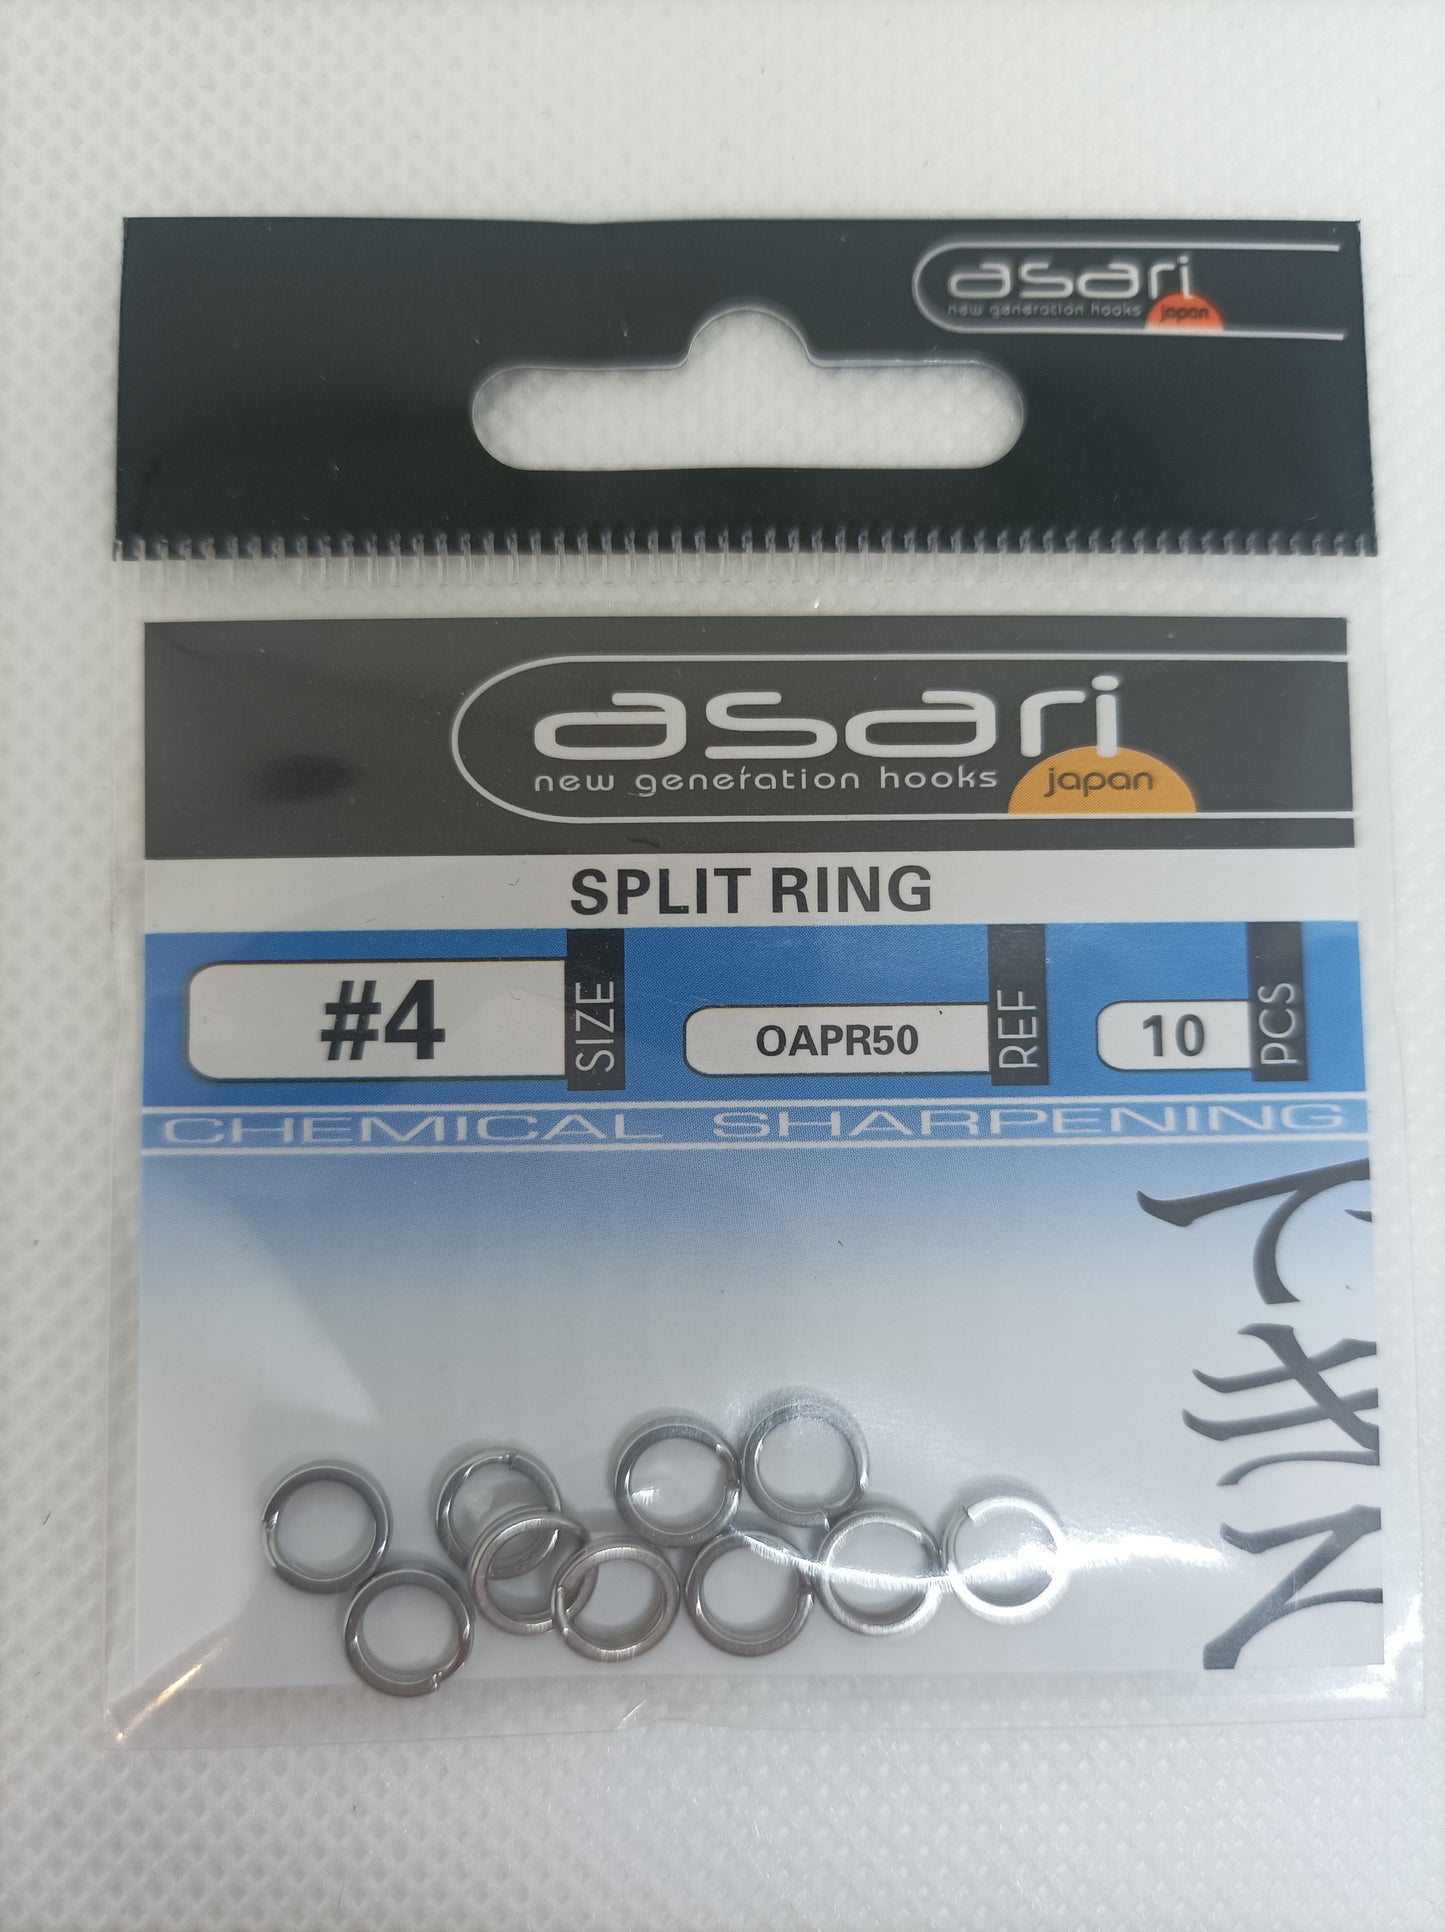 asari
new generation hooks japan
asari
new generation hooks japan
SPLIT RING
#4 SIZE OAPR50 REF 10 PCS
CHEMICAL SHARPENING